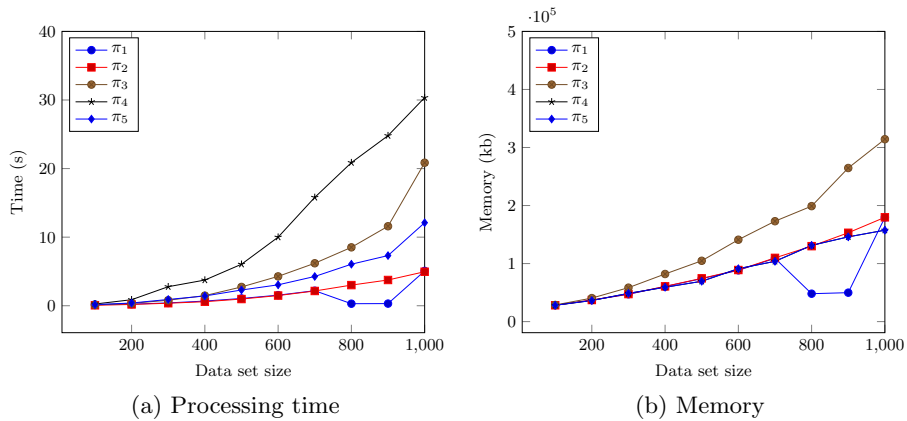 40
30
20
10
0
Time (s)
π1
π2
π3
π4
π5
200 400 600 800 1,000
Data set size
(a) Processing time
·10^5
5
4
3
2
1
0
Memory (kb)
π1
π2
π3
π4
π5
200 400 600 800 1,000
Data set size
(b) Memory